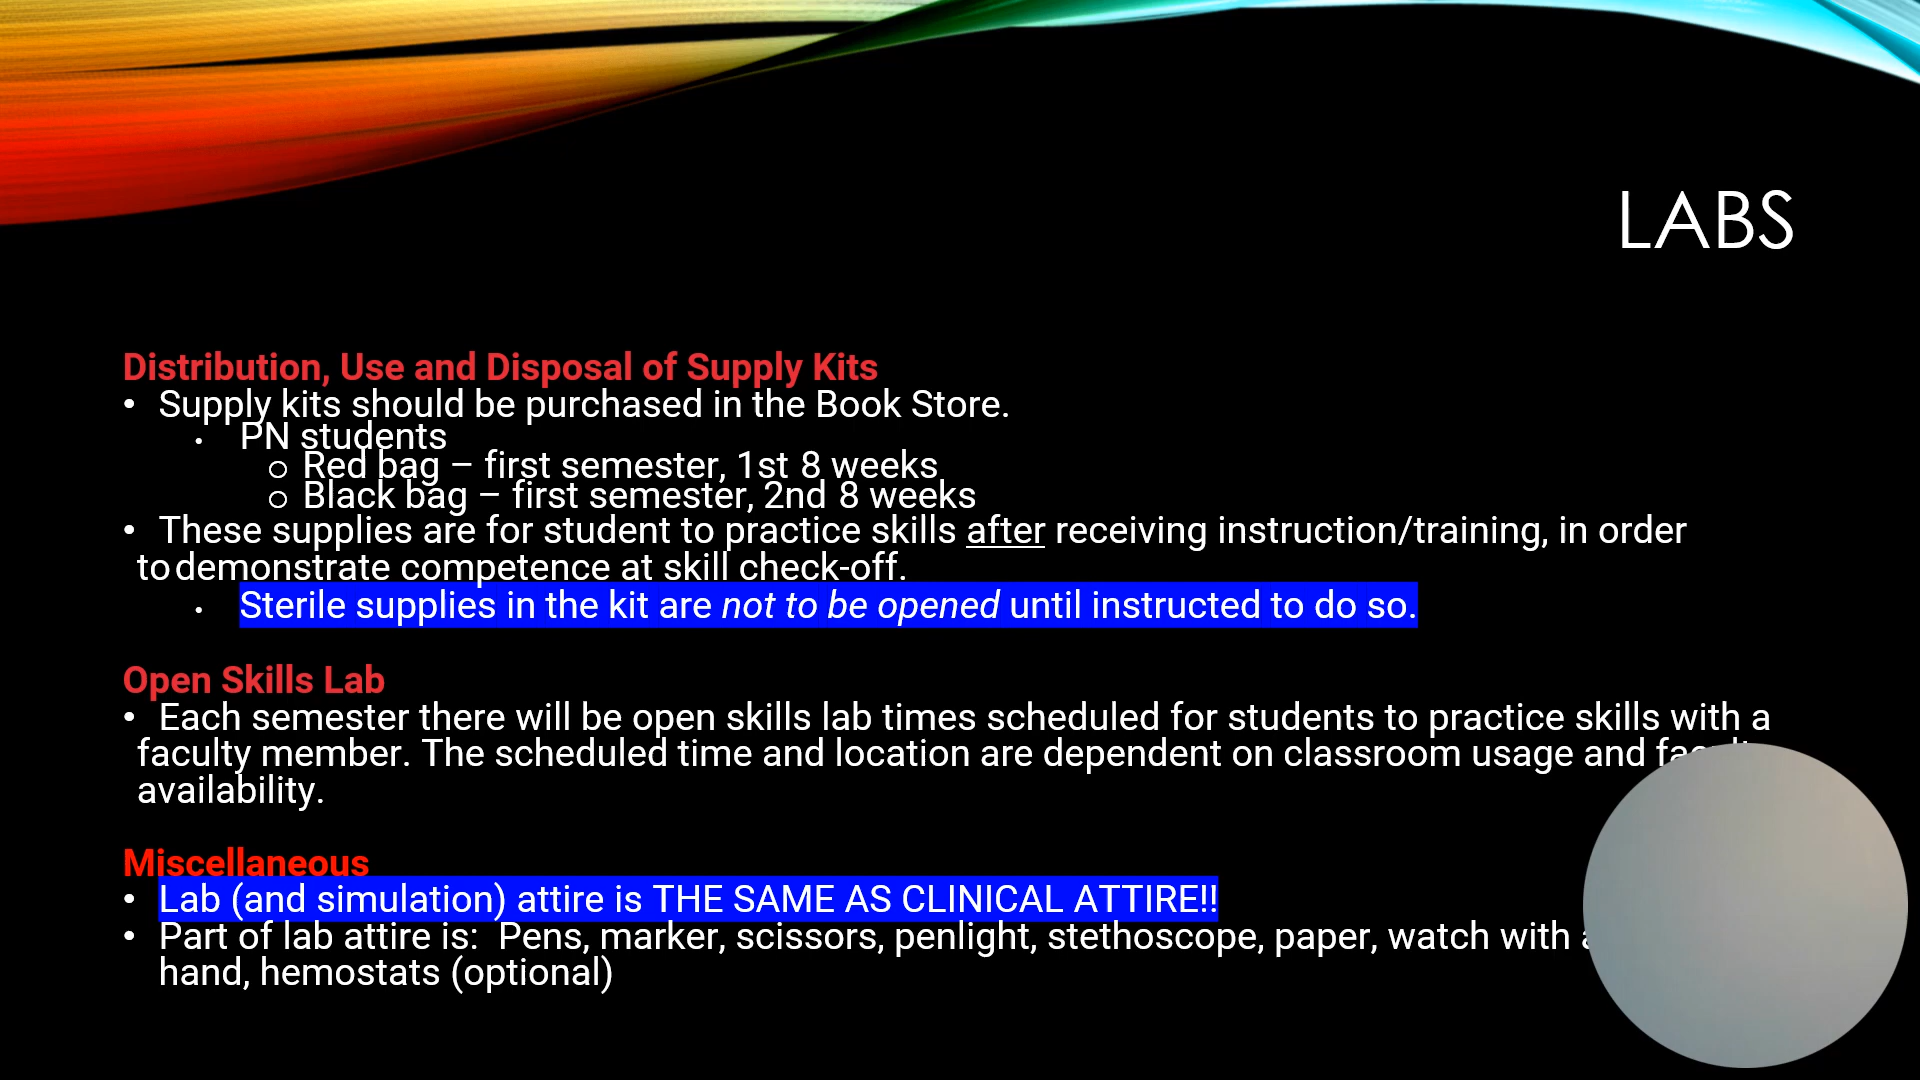 LABS
Distribution, Use and Disposal of Supply Kits
• Supply kits should be purchased in the Book Store.
• PN students
o Red bag – first semester, 1st 8 weeks
o Black bag – first semester, 2nd 8 weeks
• These supplies are for student to practice skills after receiving instruction/training, in order
to demonstrate competence at skill check-off.
• Sterile supplies in the kit are not to be opened until instructed to do so.
Open Skills Lab
• Each semester there will be open skills lab times scheduled for students to practice skills with a
faculty member. The scheduled time and location are dependent on classroom usage and
availability.
Miscellaneous
• Lab (and simulation) attire is THE SAME AS CLINICAL ATTIRE!!
• Part of lab attire is: Pens, marker, scissors, penlight, stethoscope, paper, watch with
hand, hemostats (optional)